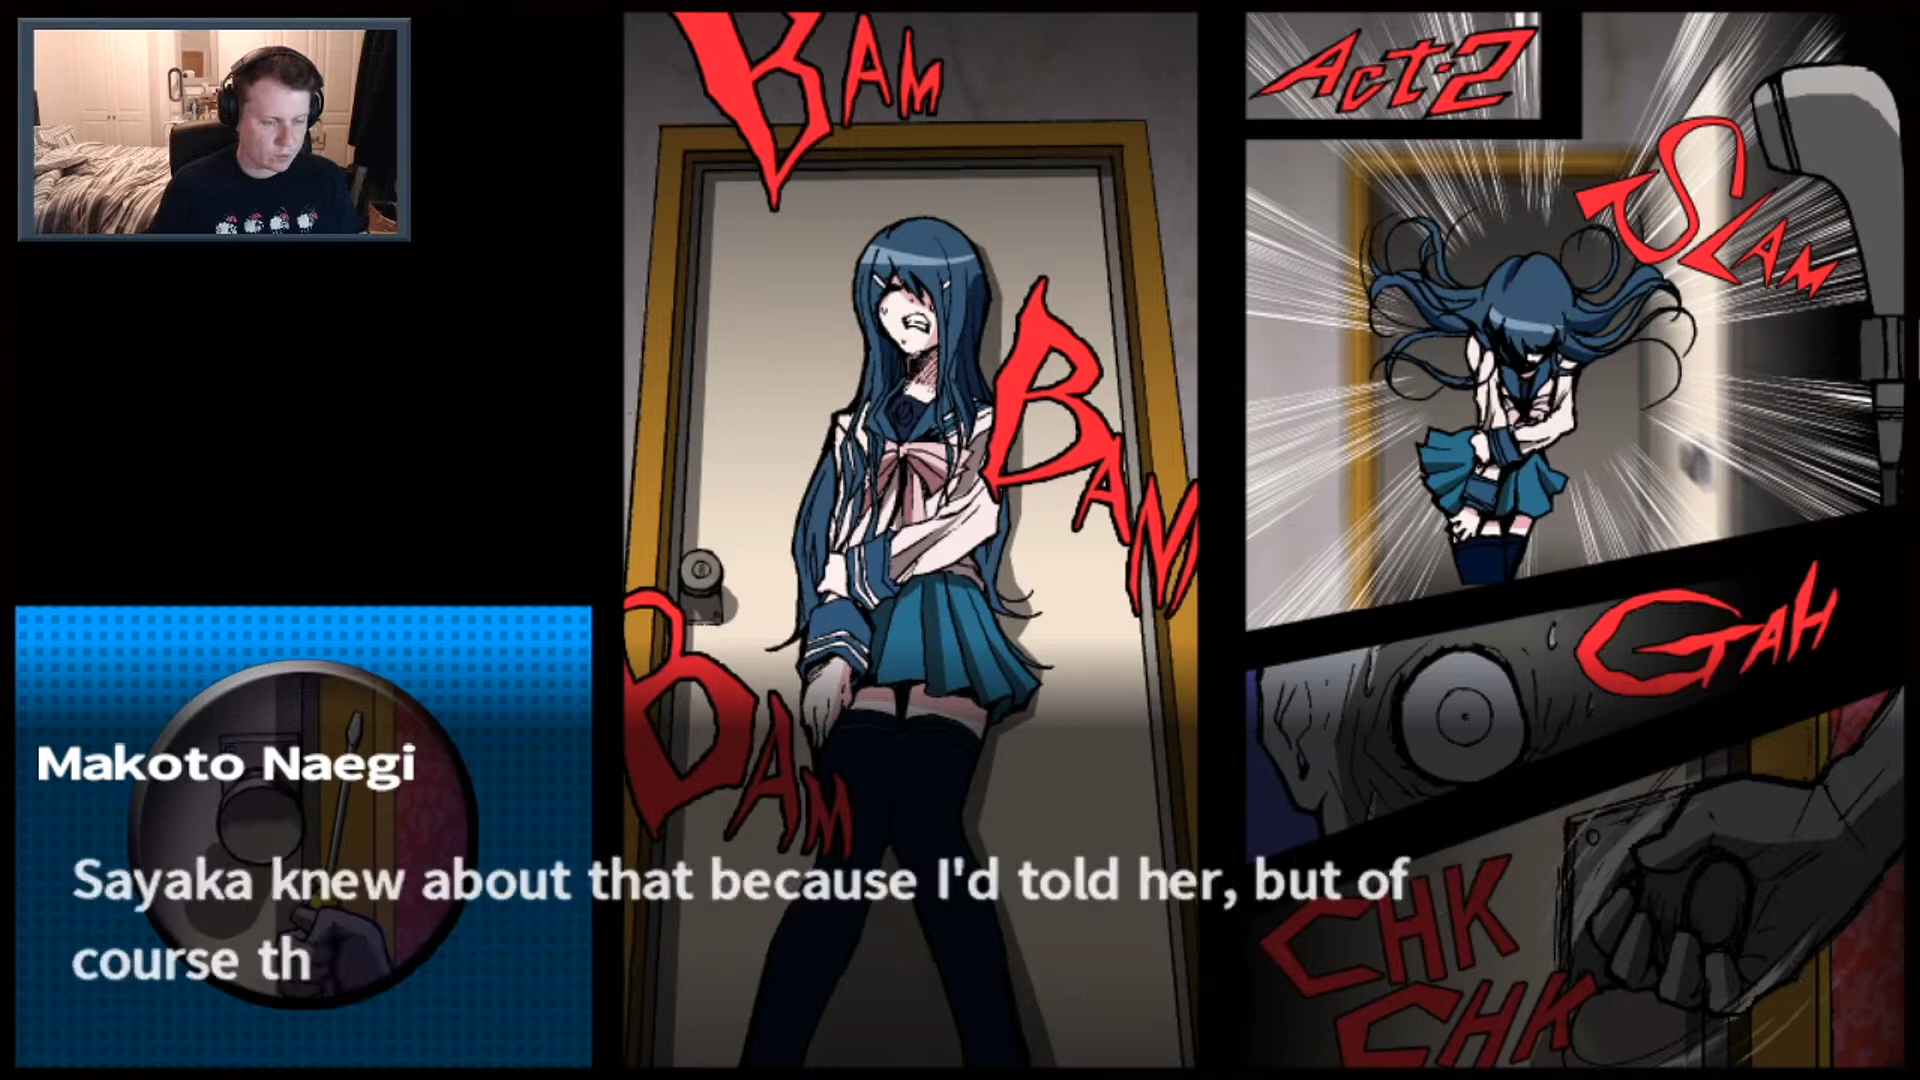 BAM
BAM
BAM
Act.2
SLAM
GAH
CHK
CHK
Makoto Naegi
Sayaka knew about that because I'd told her, but of
course th